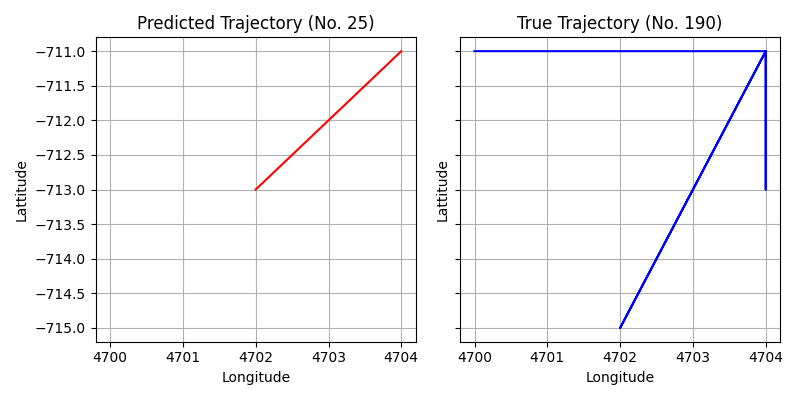 Predicted Trajectory (No. 25)
True Trajectory (No. 190)
−711.0
−711.5
−712.0
−712.5
−713.0
−713.5
−714.0
−714.5
−715.0
Lattitude
Lattitude
4700 4701 4702 4703 4704
4700 4701 4702 4703 4704
Longitude
Longitude